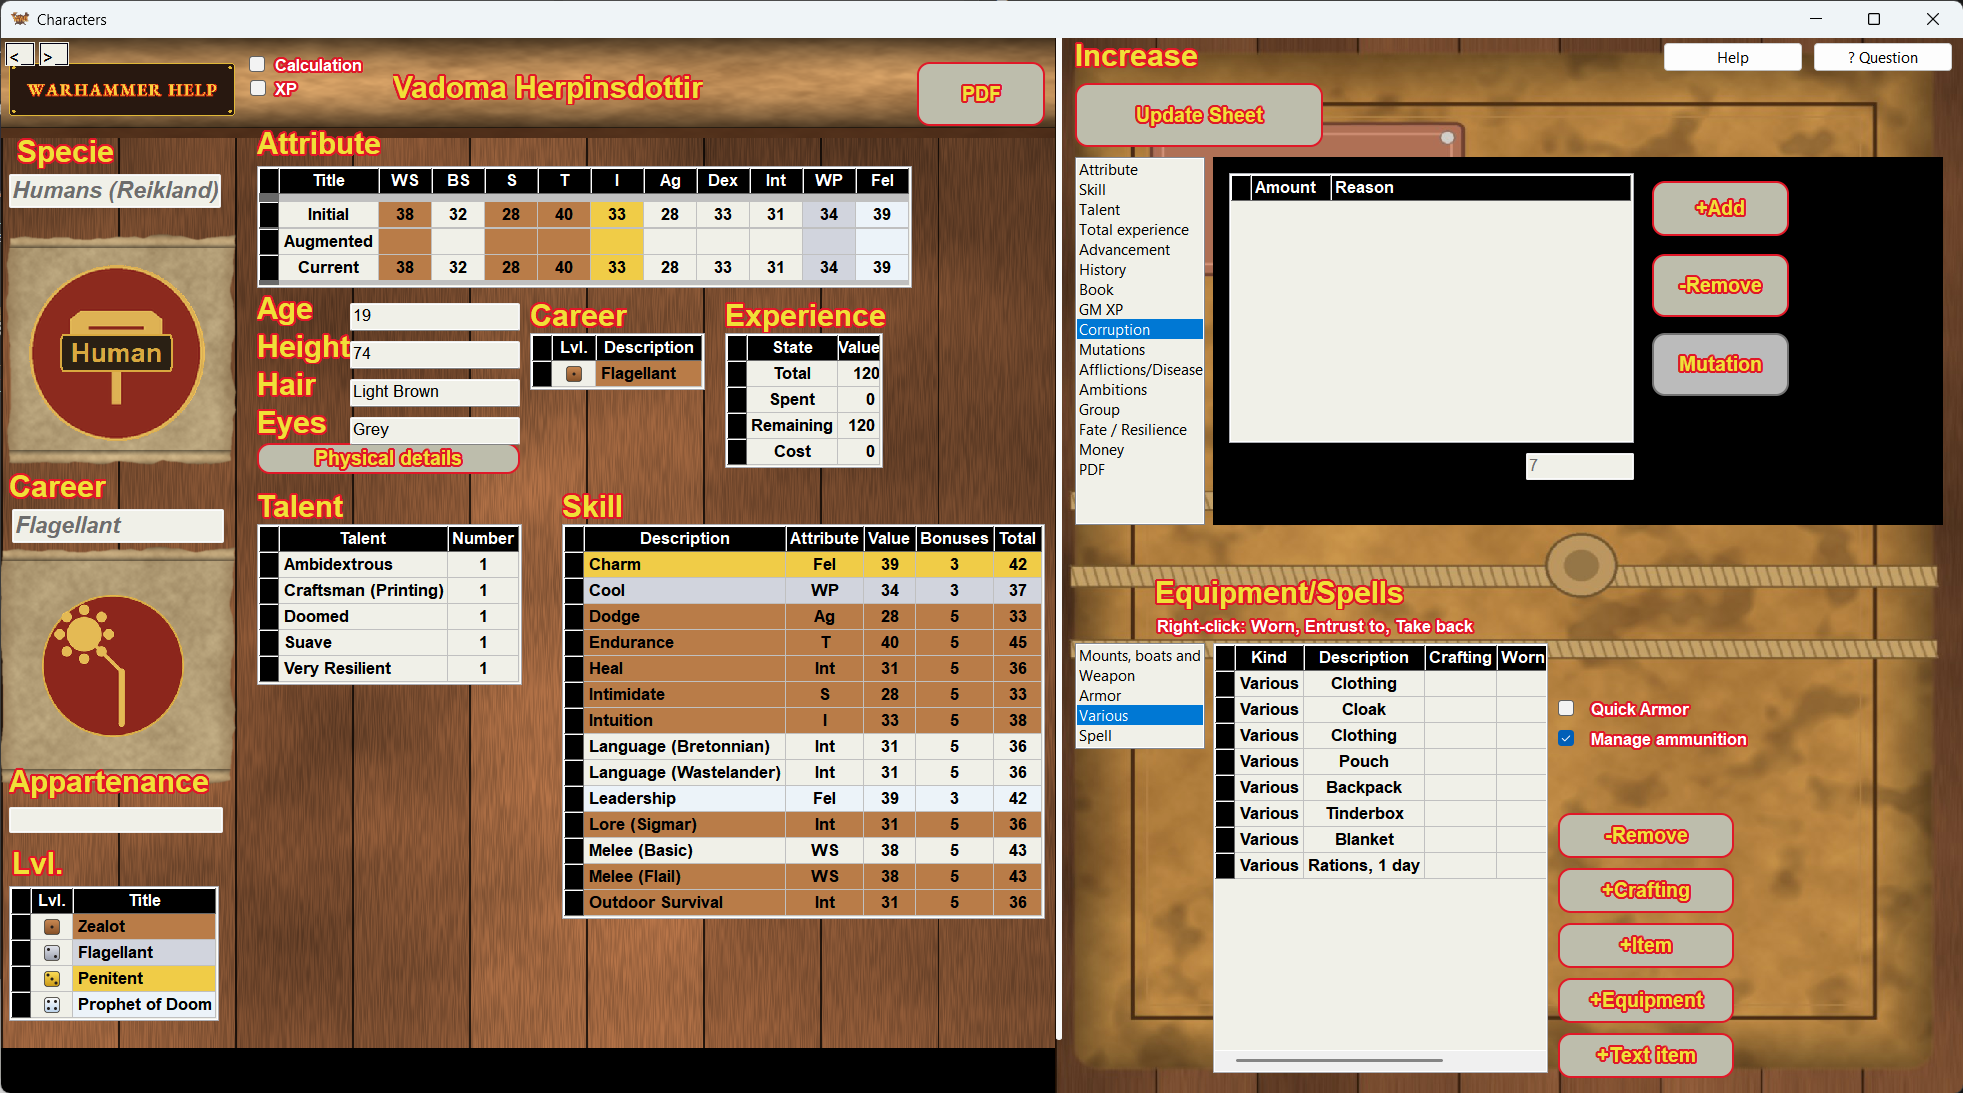 Characters
< >
WARHAMMER HELP
Calculation
XP
Vadoma Herpinsdottir
PDF
Specie
Humans (Reikland)
Human
Career
Flagellant
Appartenance
Lvl.
Lvl. Title
Zealot
Flagellant
Penitent
Prophet of Doom
Attribute
Title WS BS S T I Ag Dex Int WP Fel
Initial 38 32 28 40 33 28 33 31 34 39
Augmented
Current 38 32 28 40 33 28 33 31 34 39
Age 19
Height 74
Hair Light Brown
Eyes Grey
Physical details
Career
Lvl. Description
Flagellant
Experience
State Value
Total 120
Spent 0
Remaining 120
Cost 0
Talent
Talent Number
Ambidextrous 1
Craftsman (Printing) 1
Doomed 1
Suave 1
Very Resilient 1
Skill
Description Attribute Value Bonuses Total
Charm Fel 39 3 42
Cool WP 34 3 37
Dodge Ag 28 5 33
Endurance T 40 5 45
Heal Int 31 5 36
Intimidate S 28 5 33
Intuition I 33 5 38
Language (Bretonnian) Int 31 5 36
Language (Wastelander) Int 31 5 36
Leadership Fel 39 3 42
Lore (Sigmar) Int 31 5 36
Melee (Basic) WS 38 5 43
Melee (Flail) WS 38 5 43
Outdoor Survival Int 31 5 36
Increase
Help
? Question
Update Sheet
Attribute
Skill
Talent
Total experience
Advancement
History
Book
GM XP
Corruption
Mutations
Afflictions/Disease
Ambitions
Group
Fate / Resilience
Money
PDF
Amount Reason
7
+Add
-Remove
Mutation
Equipment/Spells
Right-click: Worn, Entrust to, Take back
Mounts, boats and
Weapon
Armor
Various
Spell
Kind Description Crafting Worn
Various Clothing
Various Cloak
Various Clothing
Various Pouch
Various Backpack
Various Tinderbox
Various Blanket
Various Rations, 1 day
Quick Armor
Manage ammunition
-Remove
+Crafting
+Item
+Equipment
+Text item